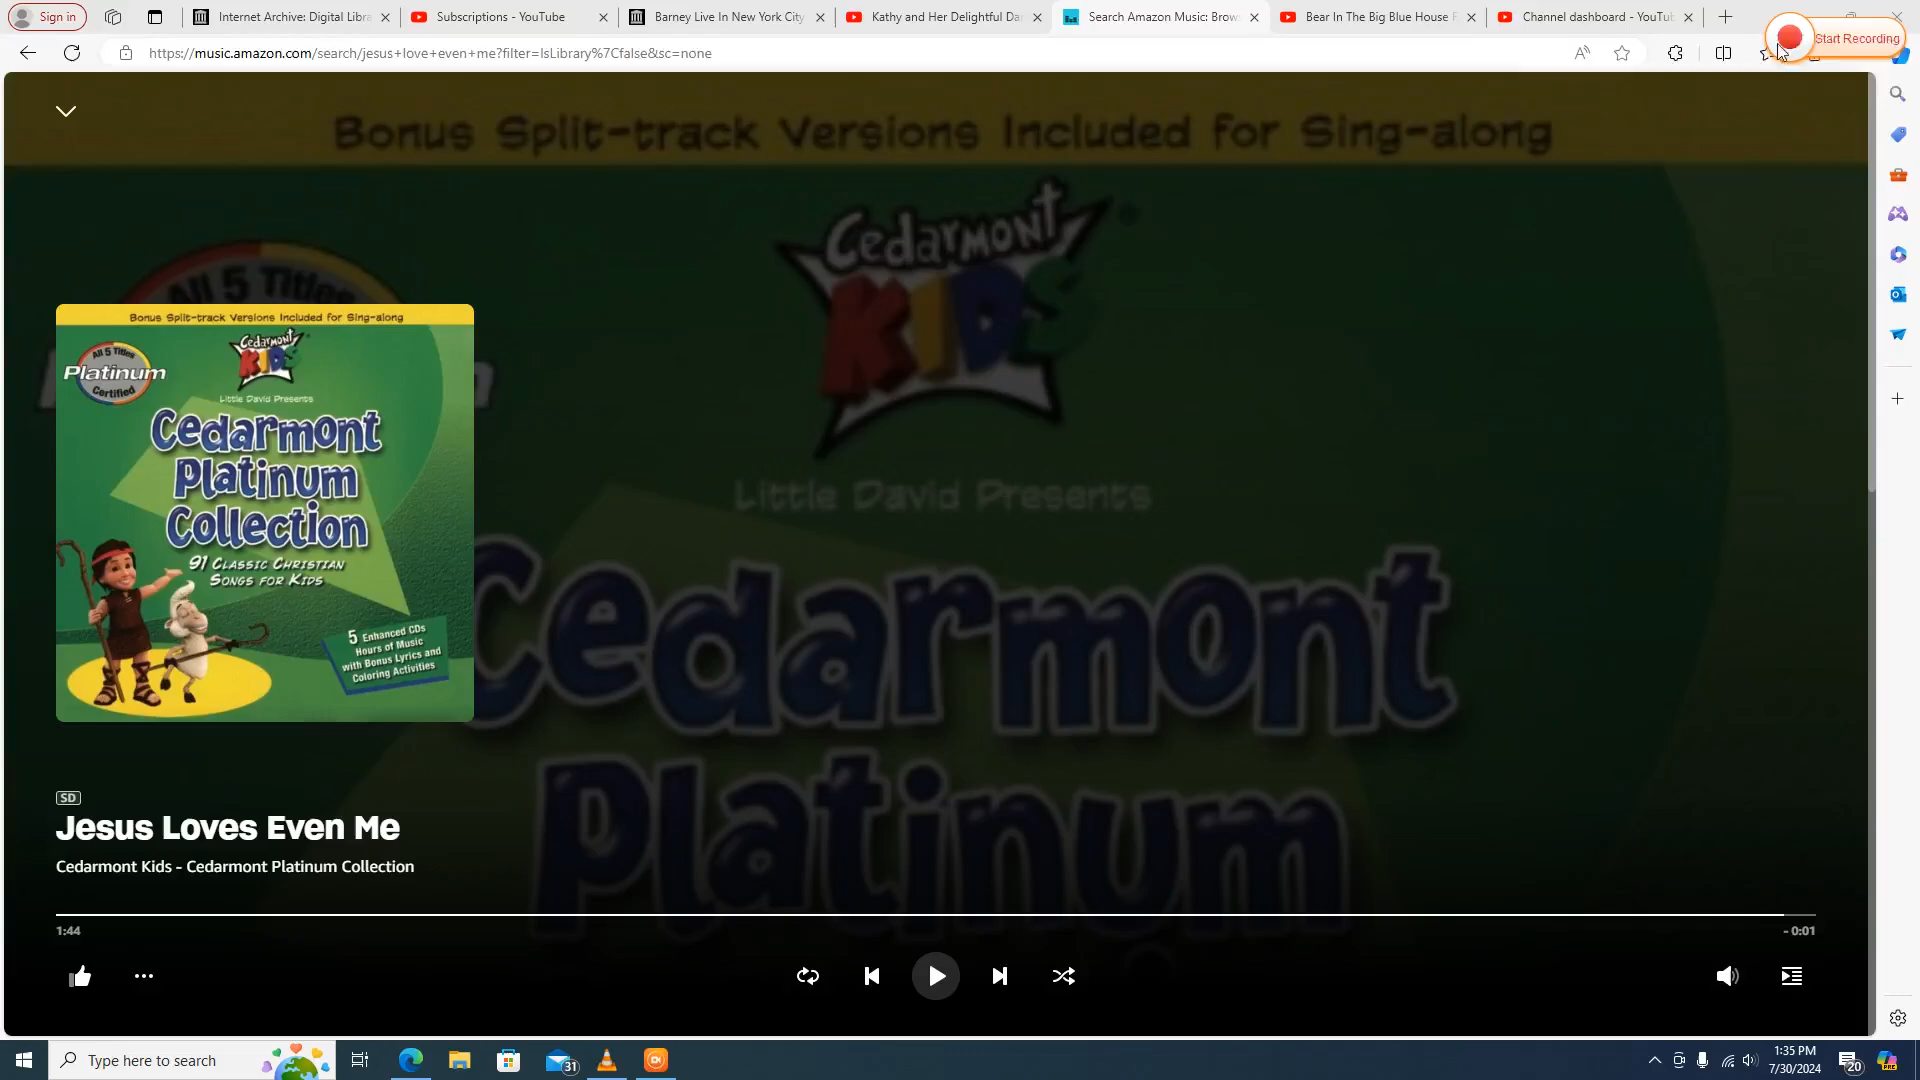 Sign in
Internet Archive: Digital Libra
Subscriptions - YouTube
Barney Live In New York City
Kathy and Her Delightful Da
Search Amazon Music: Brow
Bear In The Big Blue House F
Channel dashboard - YouTu
Start Recording
https://music.amazon.com/search/jesus+love+even+me?filter=IsLibrary%7Cfalse&sc=none
Bonus Split-track Versions Included for Sing-along
All 5 Titles
Cedarmont
KIDS
Little David Presents
Cedarmont
Platinum
Bonus Split-track Versions Included for Sing-along
All 5 Titles
Platinum
Certified
Cedarmont
KIDS
Little David Presents
Cedarmont
Platinum
Collection
91 Classic Christian
Songs for Kids
5 Enhanced CDs
Hours of Music
with Bonus Lyrics and
Coloring Activities
SD
Jesus Loves Even Me
Cedarmont Kids - Cedarmont Platinum Collection
1:44
- 0:01
Type here to search
31
1:35 PM
7/30/2024
20
PRE